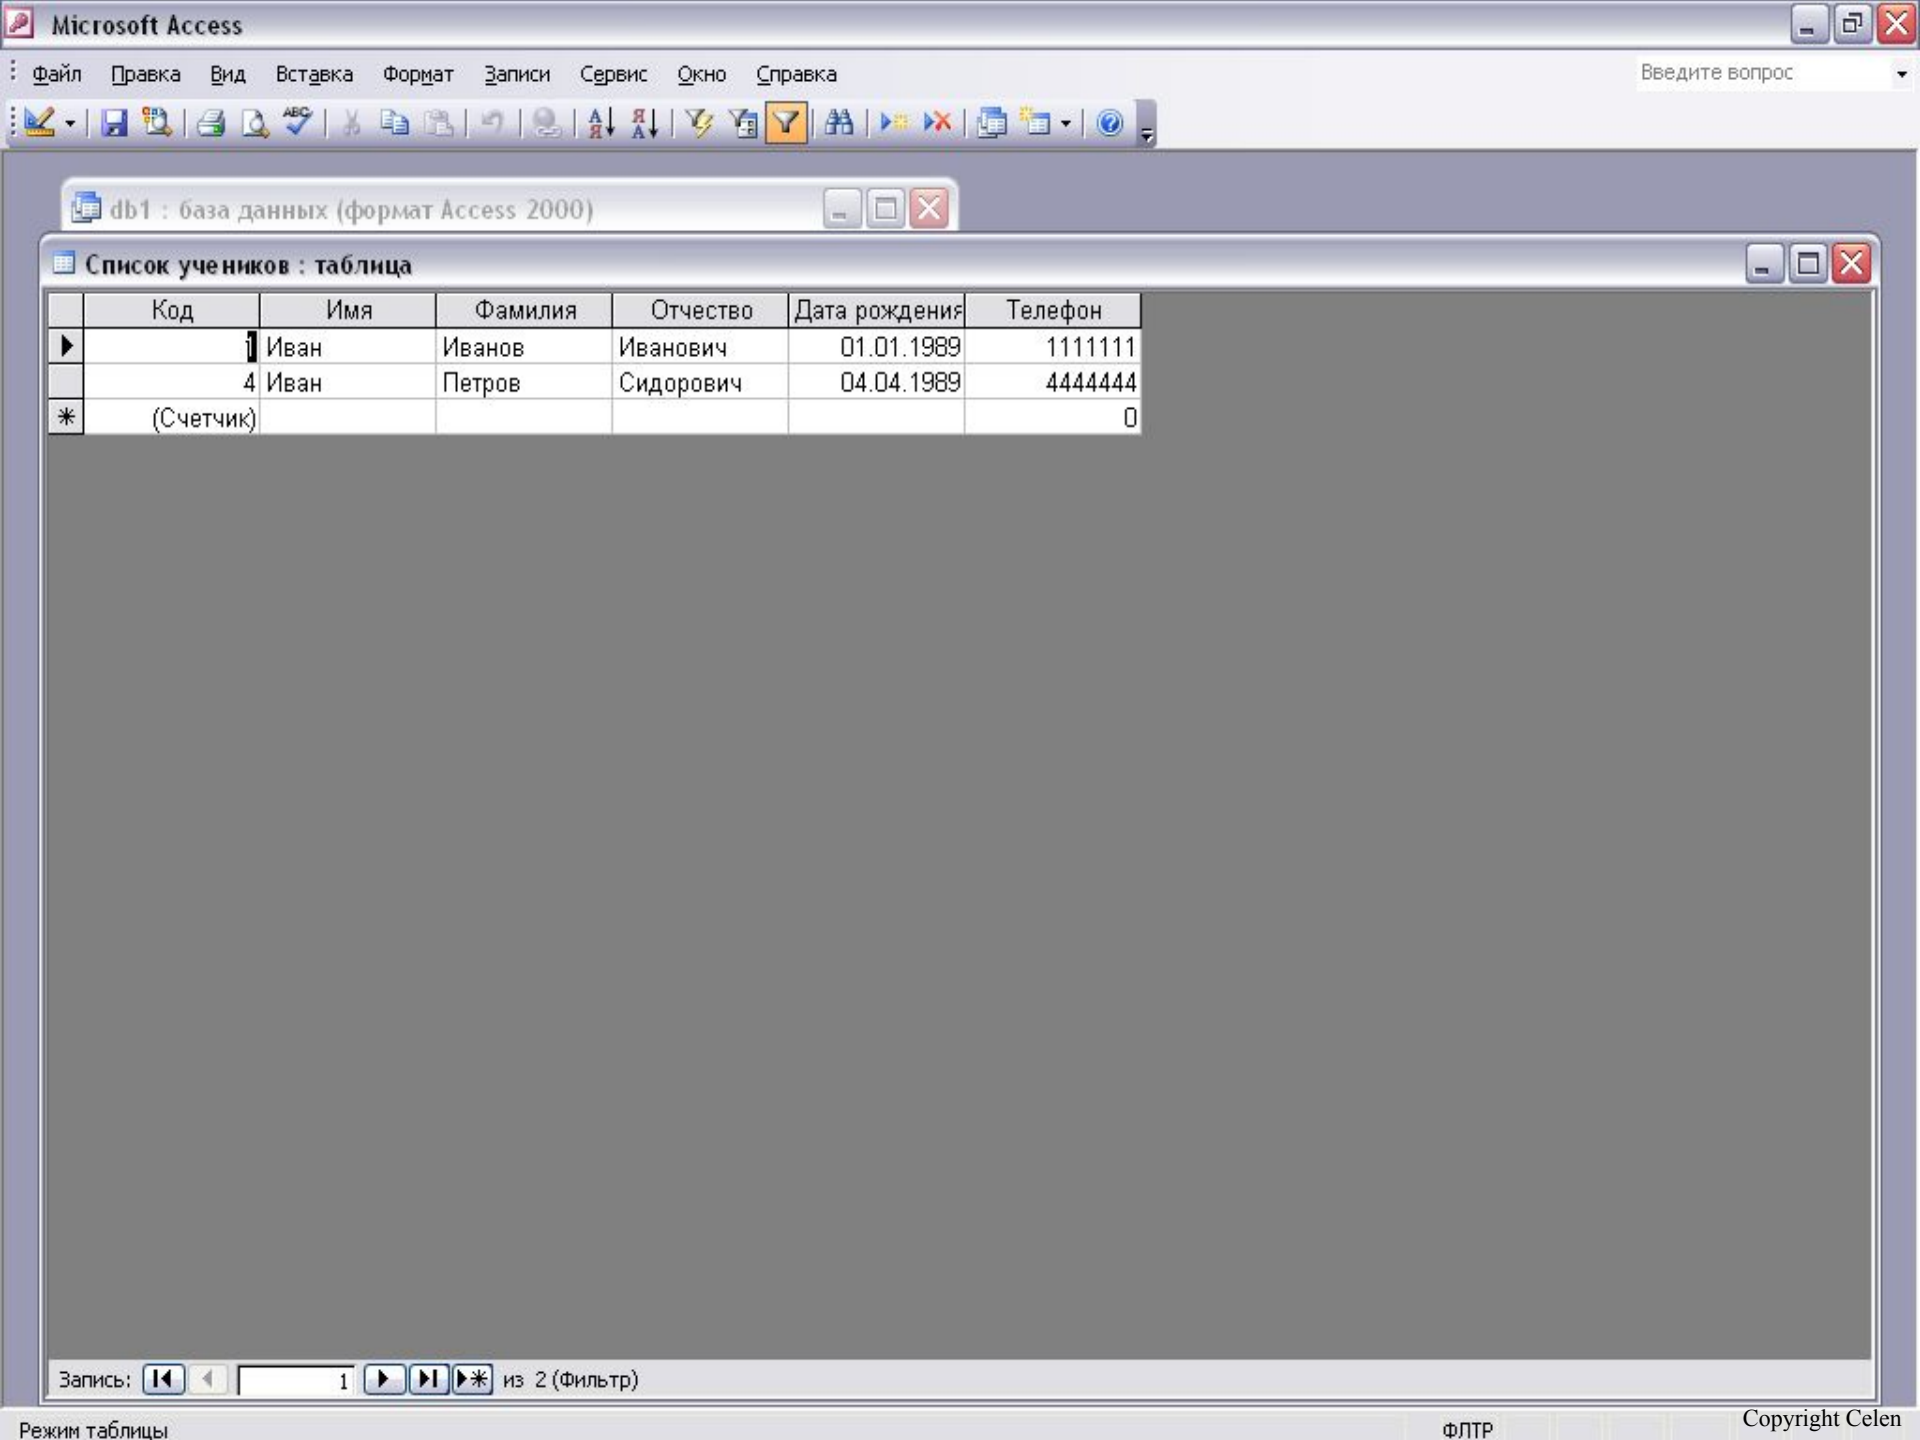 Microsoft Access
Файл Правка Вид Вставка Формат Записи Сервис Окно Справка Введите вопрос
db1 : база данных (формат Access 2000)
Список учеников : таблица
Код Имя Фамилия Отчество Дата рождения Телефон
1 Иван Иванов Иванович 01.01.1989 1111111
4 Иван Петров Сидорович 04.04.1989 4444444
(Счетчик) 0
Запись: 1 из 2 (Фильтр)
Режим таблицы ФЛТР Copyright Celen